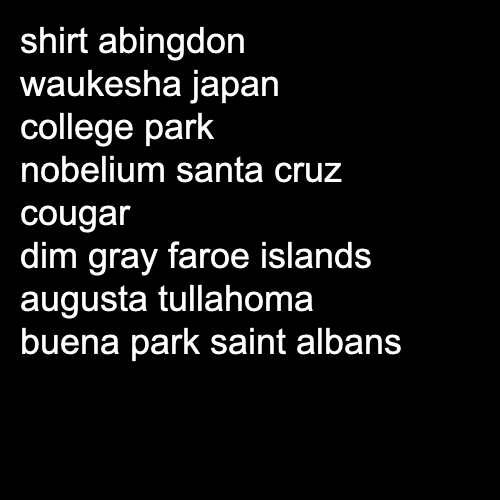 shirt abingdon
waukesha japan
college park
nobelium santa cruz
cougar
dim gray faroe islands
augusta tullahoma
buena park saint albans